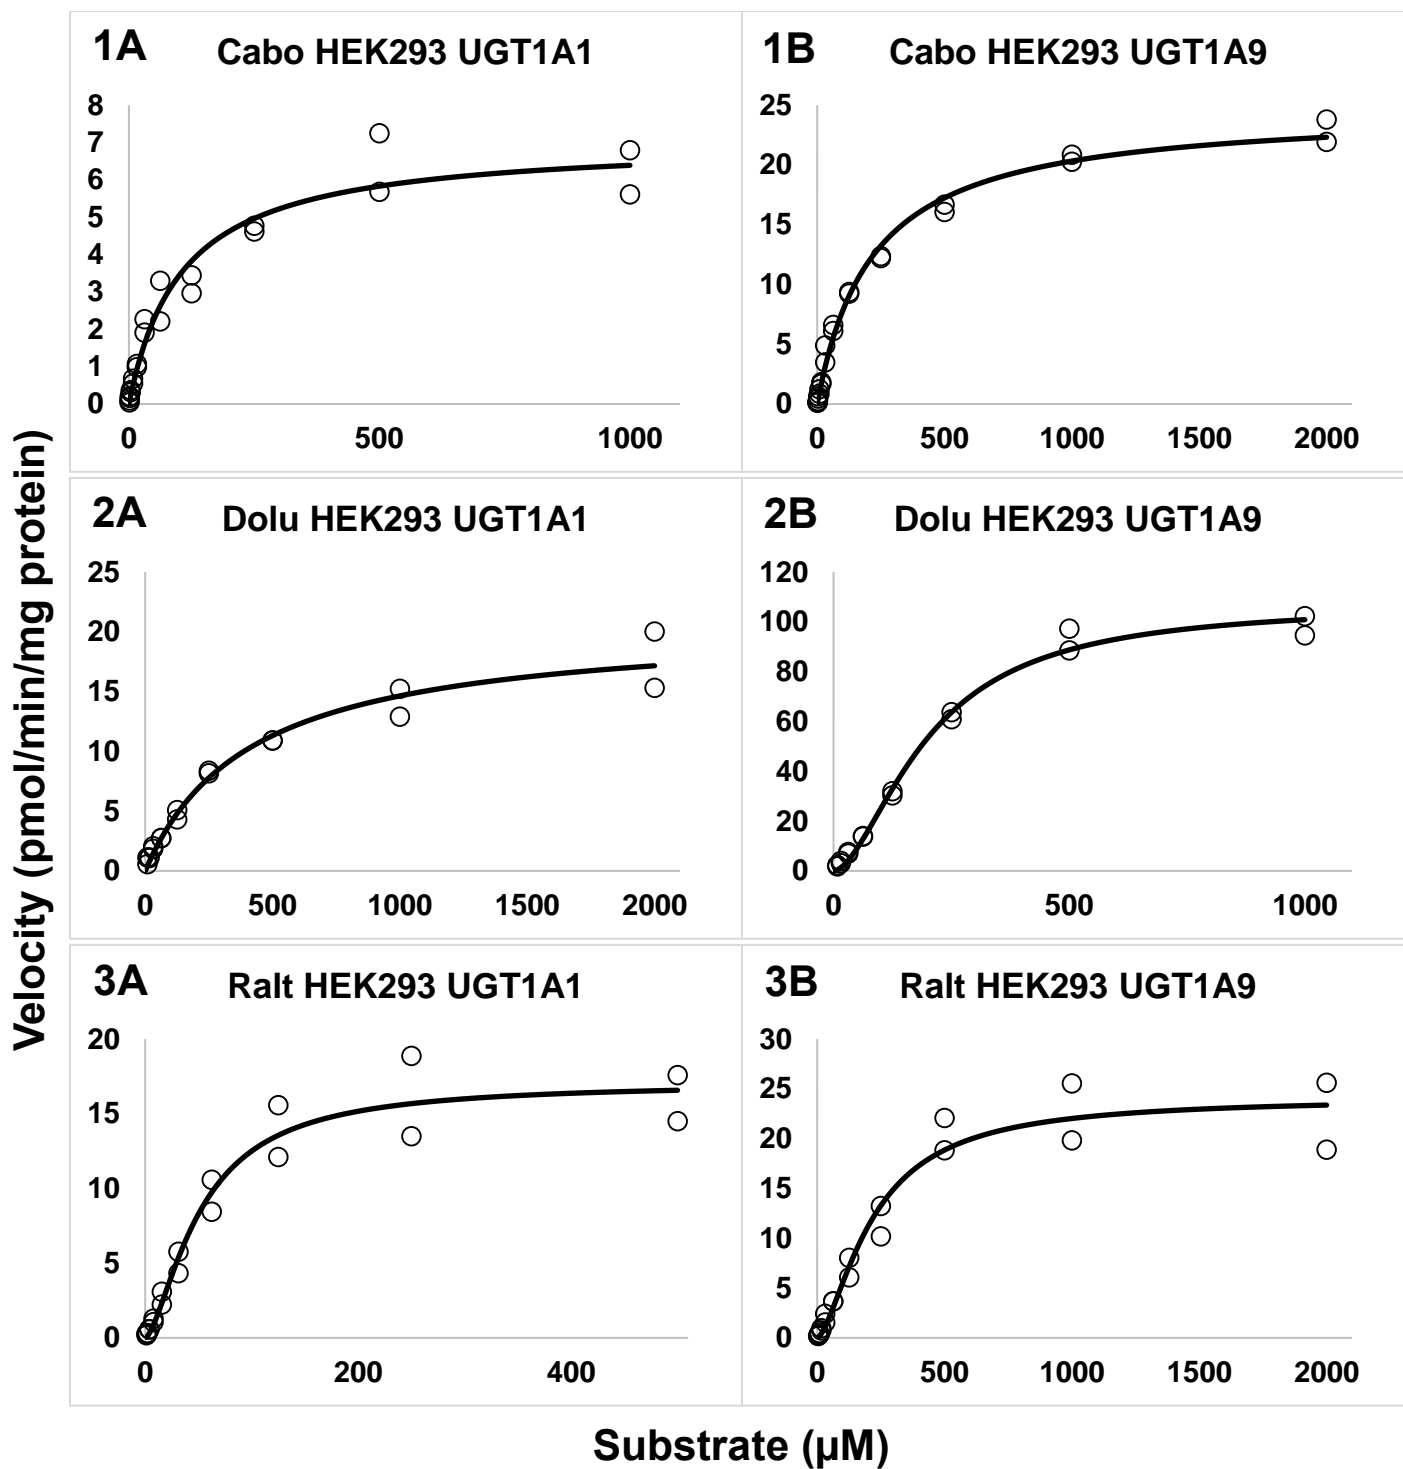 Velocity (pmol/min/mg protein)
1A Cabo HEK293 UGT1A1
8
7
6
5
4
3
2
1
0
0 500 1000
1B Cabo HEK293 UGT1A9
25
20
15
10
5
0
0 500 1000 1500 2000
2A Dolu HEK293 UGT1A1
25
20
15
10
5
0
0 500 1000 1500 2000
2B Dolu HEK293 UGT1A9
120
100
80
60
40
20
0
0 500 1000
3A Ralt HEK293 UGT1A1
20
15
10
5
0
0 200 400
3B Ralt HEK293 UGT1A9
30
25
20
15
10
5
0
0 500 1000 1500 2000
Substrate (µM)